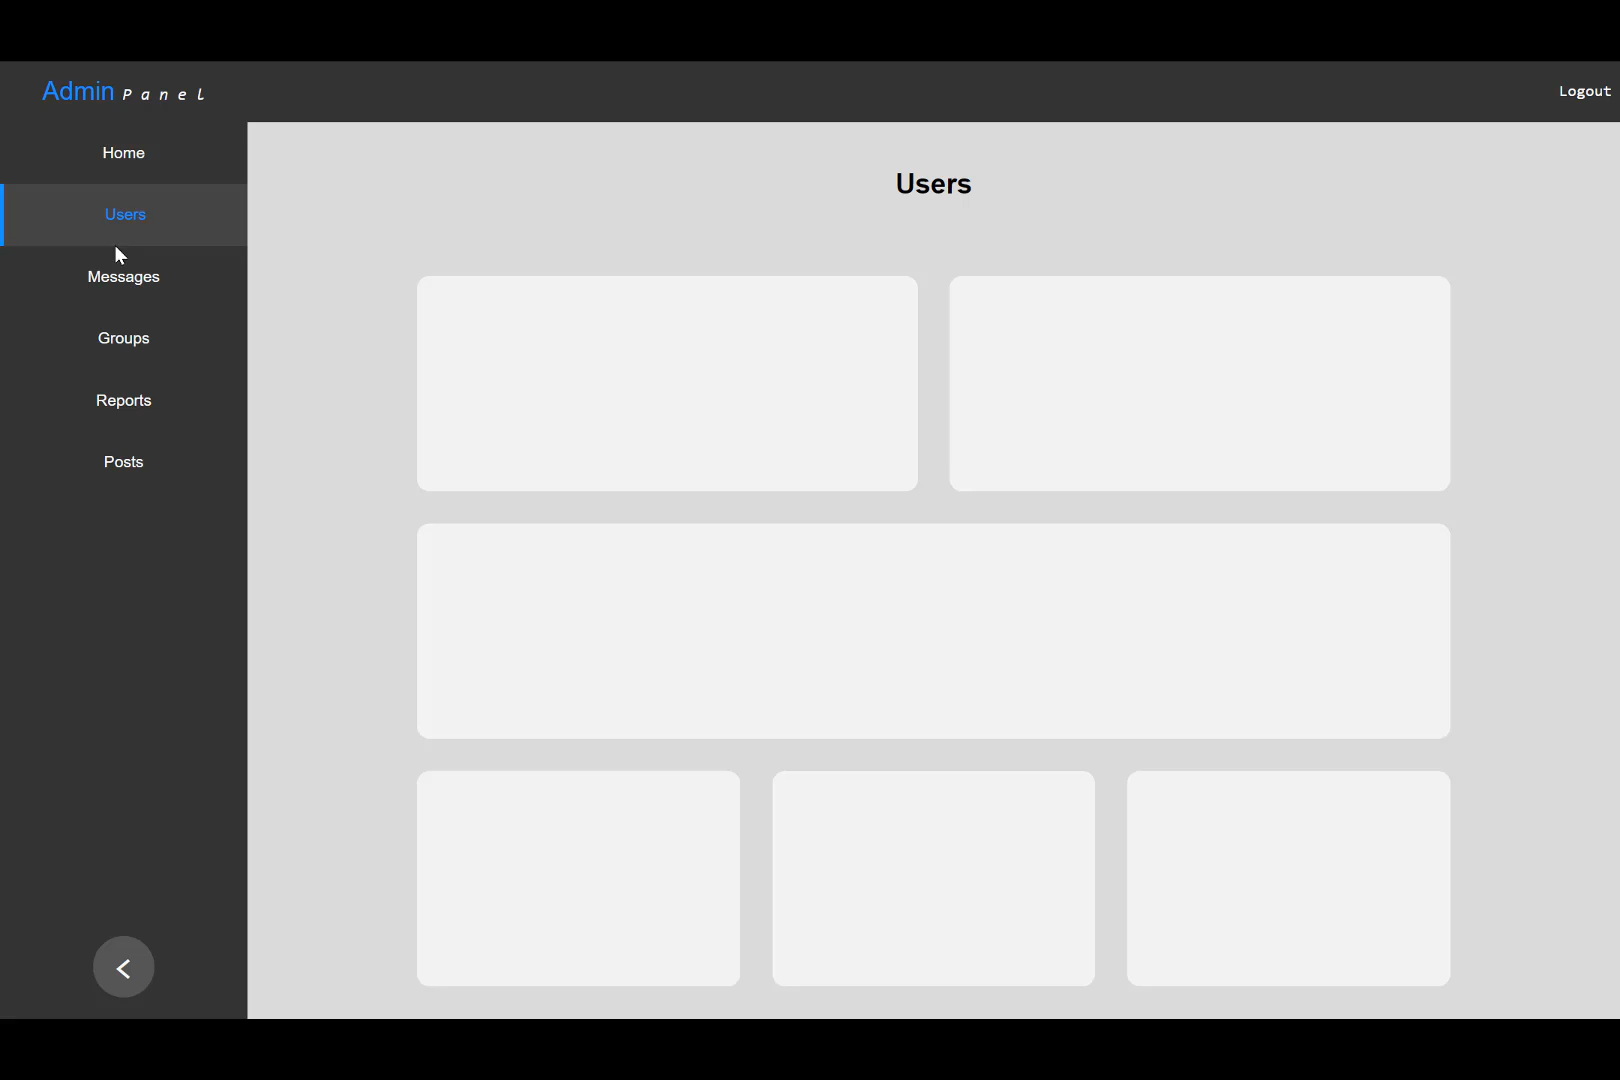 Admin Panel
Logout
Home
Users
Messages
Groups
Reports
Posts
Users